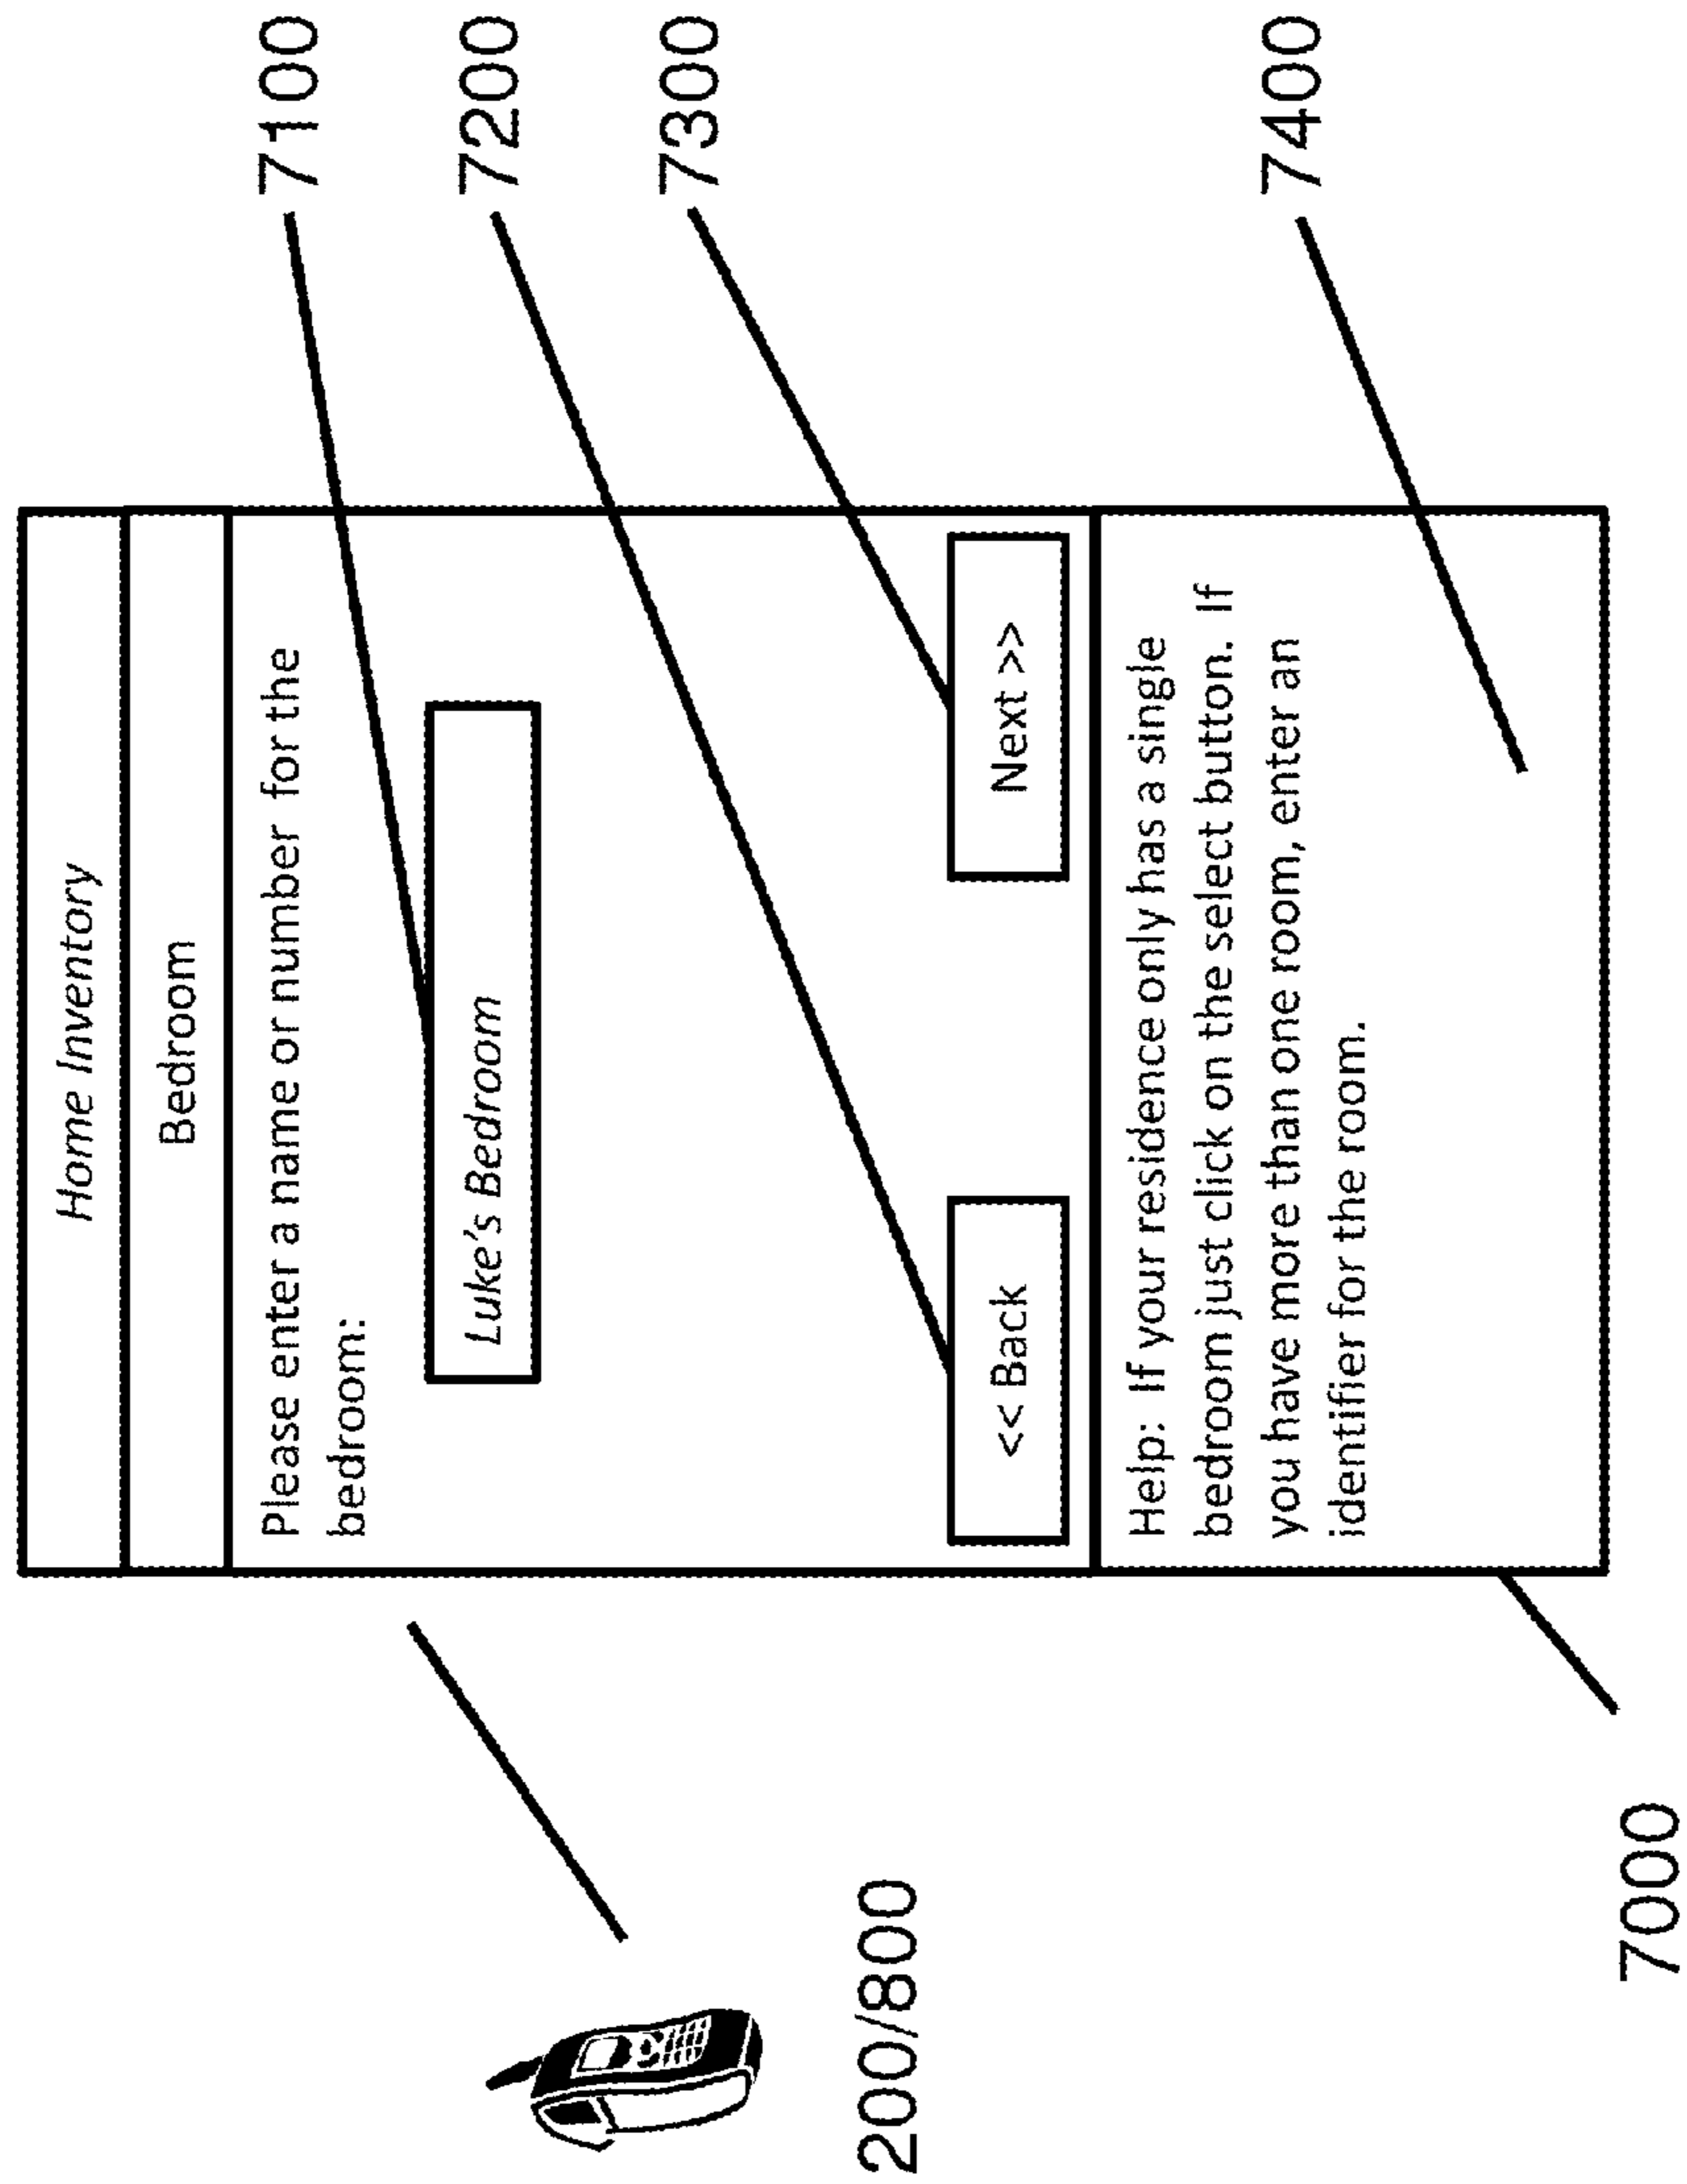 Home Inventory
Bedroom
Please enter a name or number for the
bedroom:
Luke's Bedroom
<< Back
Next >>
Help: If your residence only has a single
bedroom just click on the select button. If
you have more than one room, enter an
identifier for the room.
7100
7200
7300
7400
200/800
7000